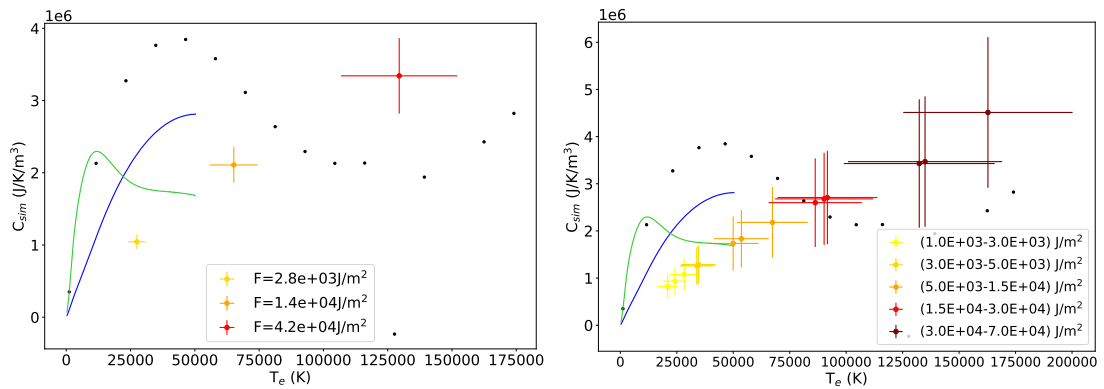 1e6
4
3
2
1
0
C_sim (J/K/m³)
F=2.8e+03J/m²
F=1.4e+04J/m²
F=4.2e+04J/m²
0 25000 50000 75000 100000 125000 150000 175000
T_e (K)
1e6
6
5
4
3
2
1
0
C_sim (J/K/m³)
(1.0E+03-3.0E+03) J/m²
(3.0E+03-5.0E+03) J/m²
(5.0E+03-1.5E+04) J/m²
(1.5E+04-3.0E+04) J/m²
(3.0E+04-7.0E+04) J/m²
0 25000 50000 75000 100000 125000 150000 175000 200000
T_e (K)